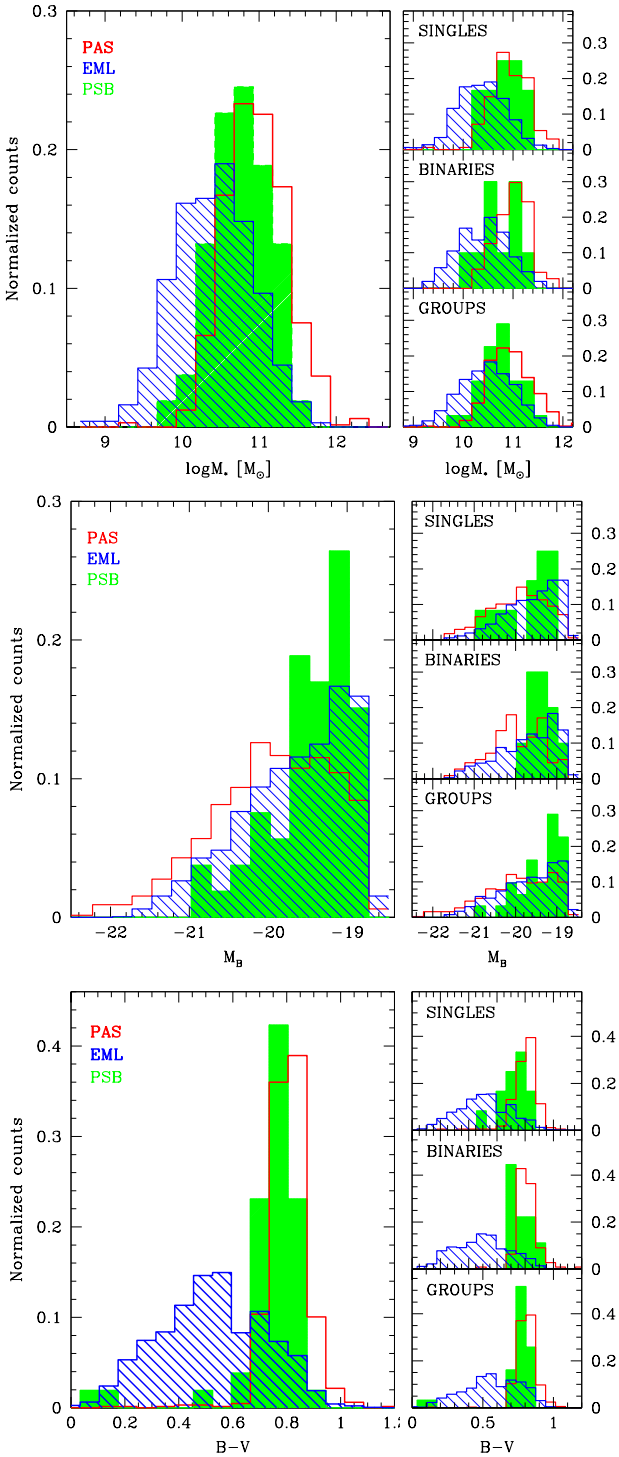 0.3
PAS
EML
PSB
0.2
0.1
0
Normalized counts
9
10
11
12
logM* [M⊙]
SINGLES
0.3
0.2
0.1
0
BINARIES
0.3
0.2
0.1
0
GROUPS
0.3
0.2
0.1
0
9
10
11
12
logM* [M⊙]
0.3
PAS
EML
PSB
0.2
0.1
0
Normalized counts
-22
-21
-20
-19
M_B
SINGLES
0.3
0.2
0.1
0
BINARIES
0.3
0.2
0.1
0
GROUPS
0.3
0.2
0.1
0
-22
-21
-20
-19
M_B
PAS
EML
PSB
0.4
0.3
0.2
0.1
0
Normalized counts
0
0.2
0.4
0.6
0.8
1
B-V
SINGLES
0.4
0.2
0
BINARIES
0.4
0.2
0
GROUPS
0.4
0.2
0
0
0.5
1
B-V